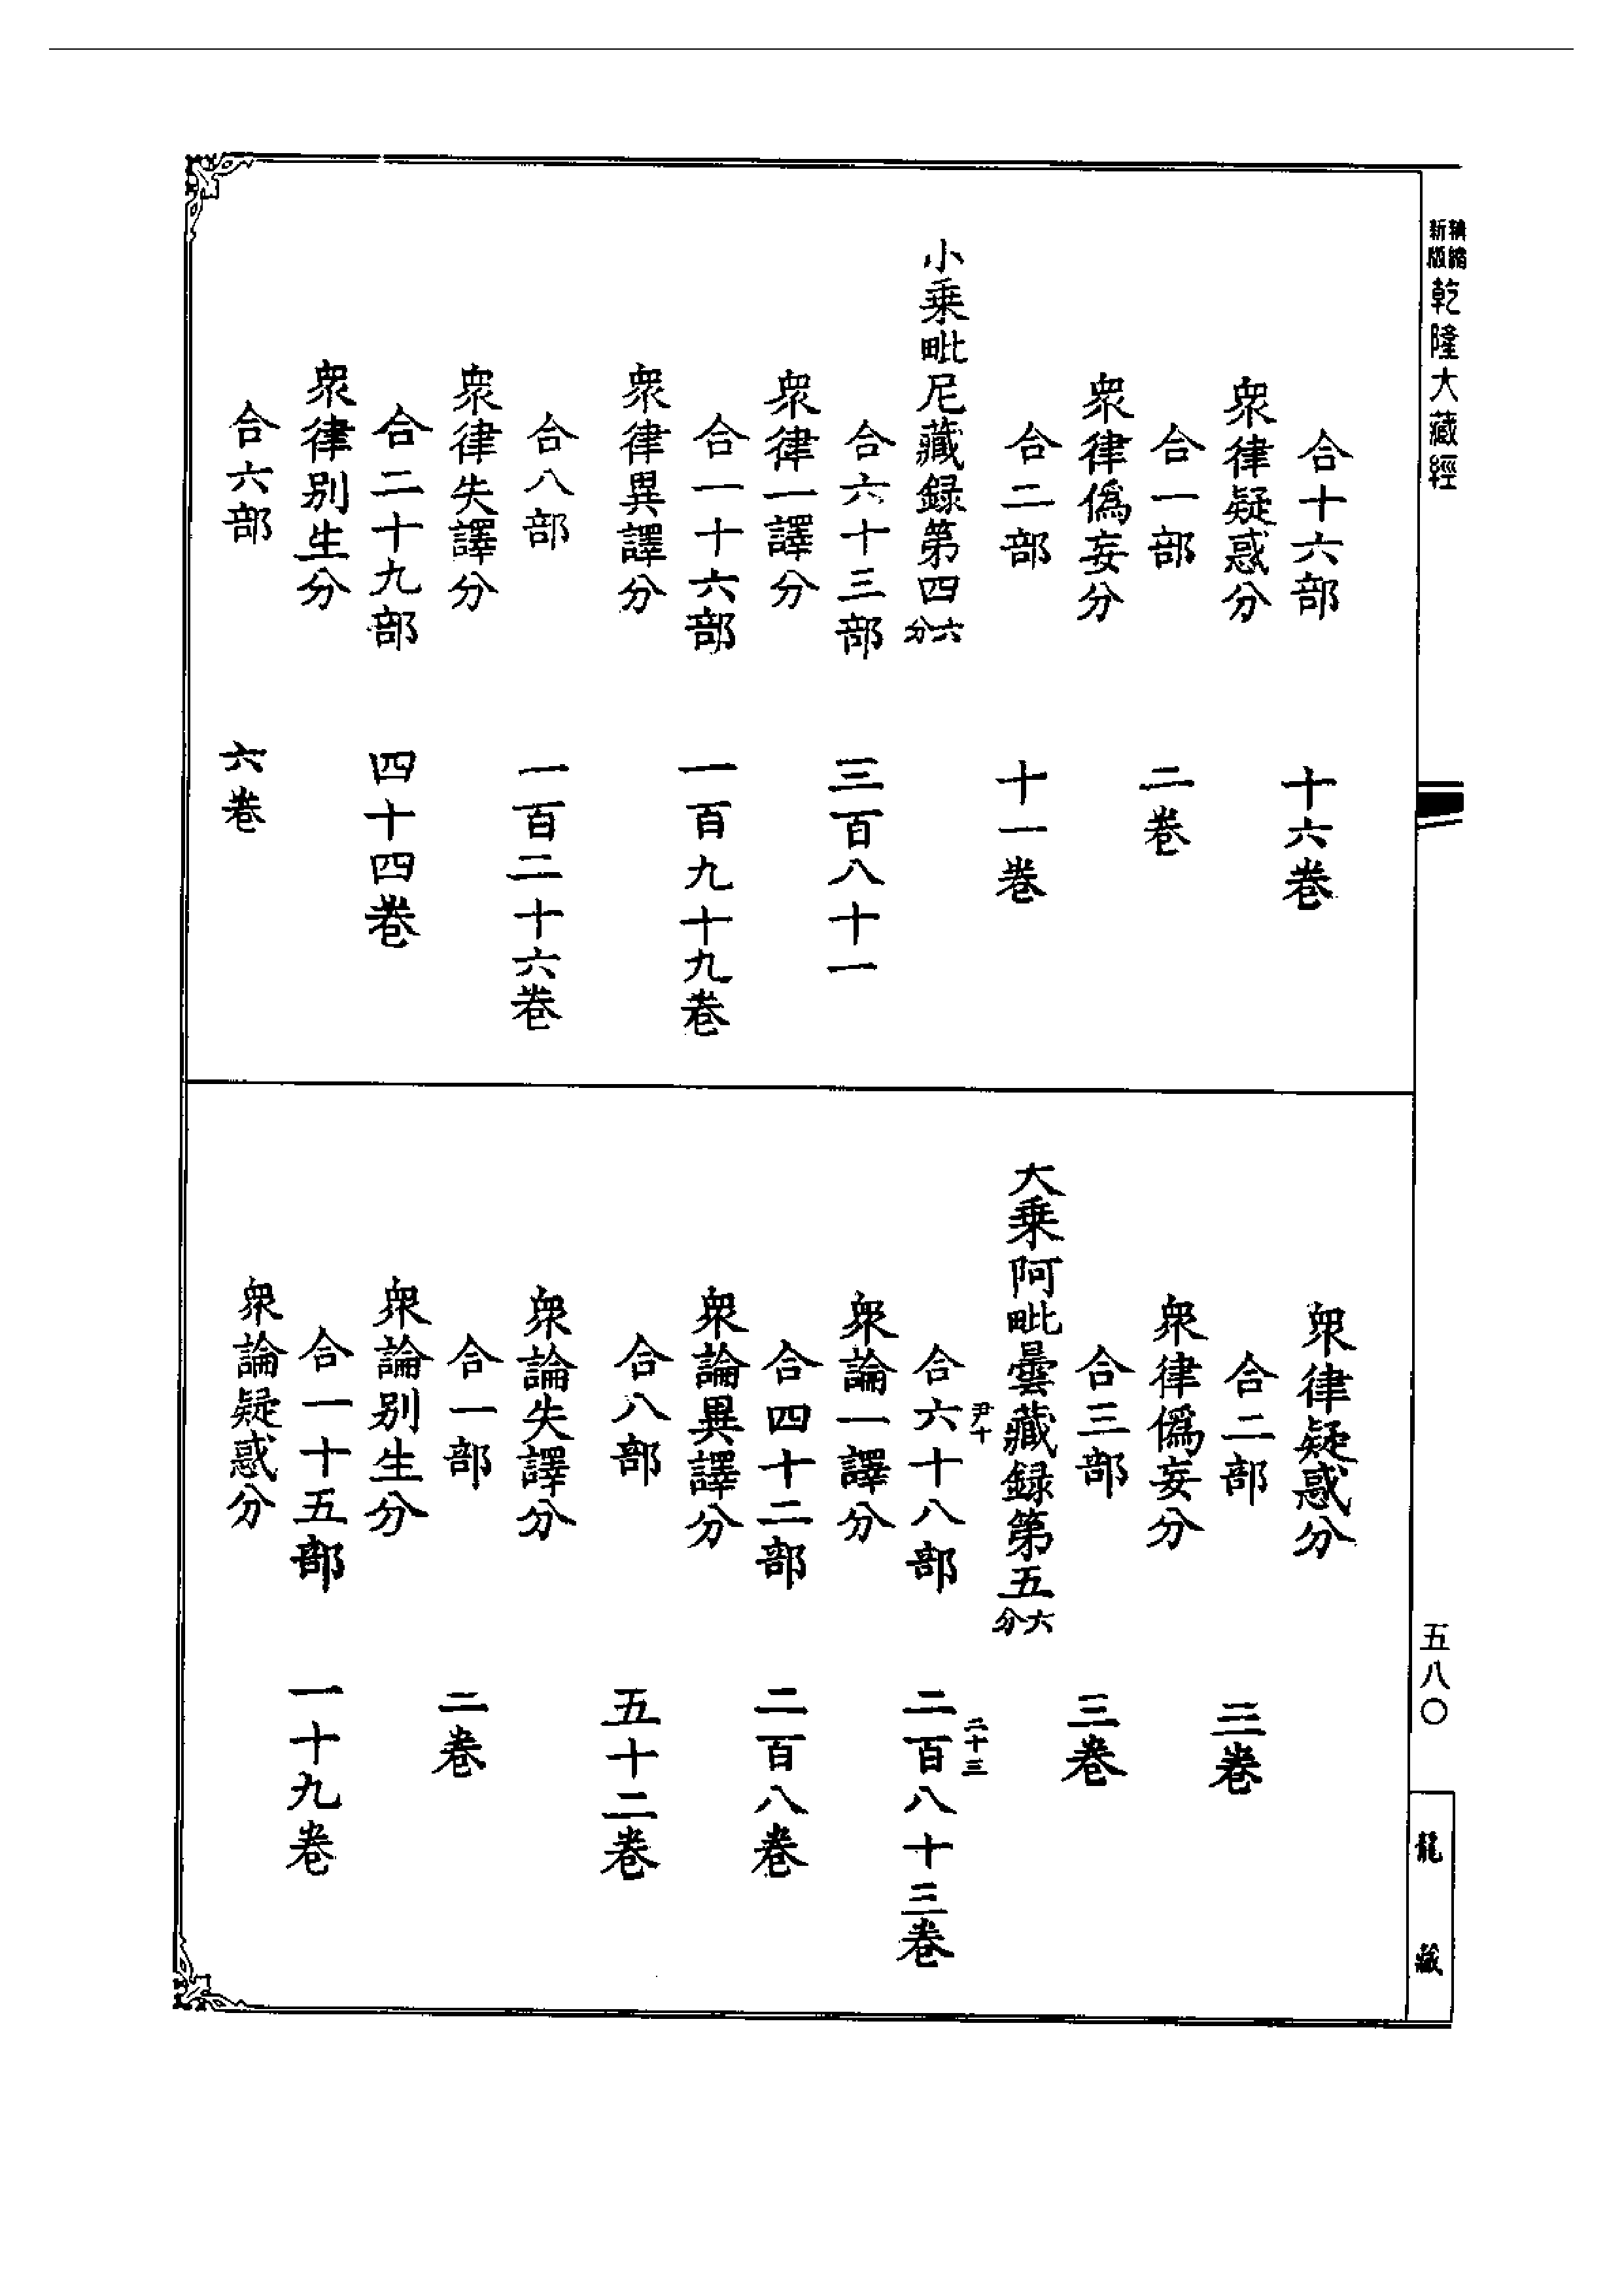 新版 精縮 乾隆大藏經
合十六部 十六卷
衆律疑惑分
合一部 二卷
衆律僞妄分
合二部 十一卷
小乘毗尼藏録第四六分
合六十三部 三百八十一
衆律一譯分
合一十六部 一百九十九卷
衆律異譯分
合八部 一百二十六卷
衆律失譯分
合二十九部 四十四卷
衆律別生分
合六部 六卷
衆律疑惑分
合二部 三卷
衆律僞妄分
合三部 三卷
大乘阿毗曇藏録第五六分
尹十 二十三
合六十八部 二百八十三卷
衆論一譯分
合四十二部 二百八卷
衆論異譯分
合八部 五十二卷
衆論失譯分
合一部 二卷
衆論別生分
合一十五部 一十九卷
衆論疑惑分
五八〇
龍藏